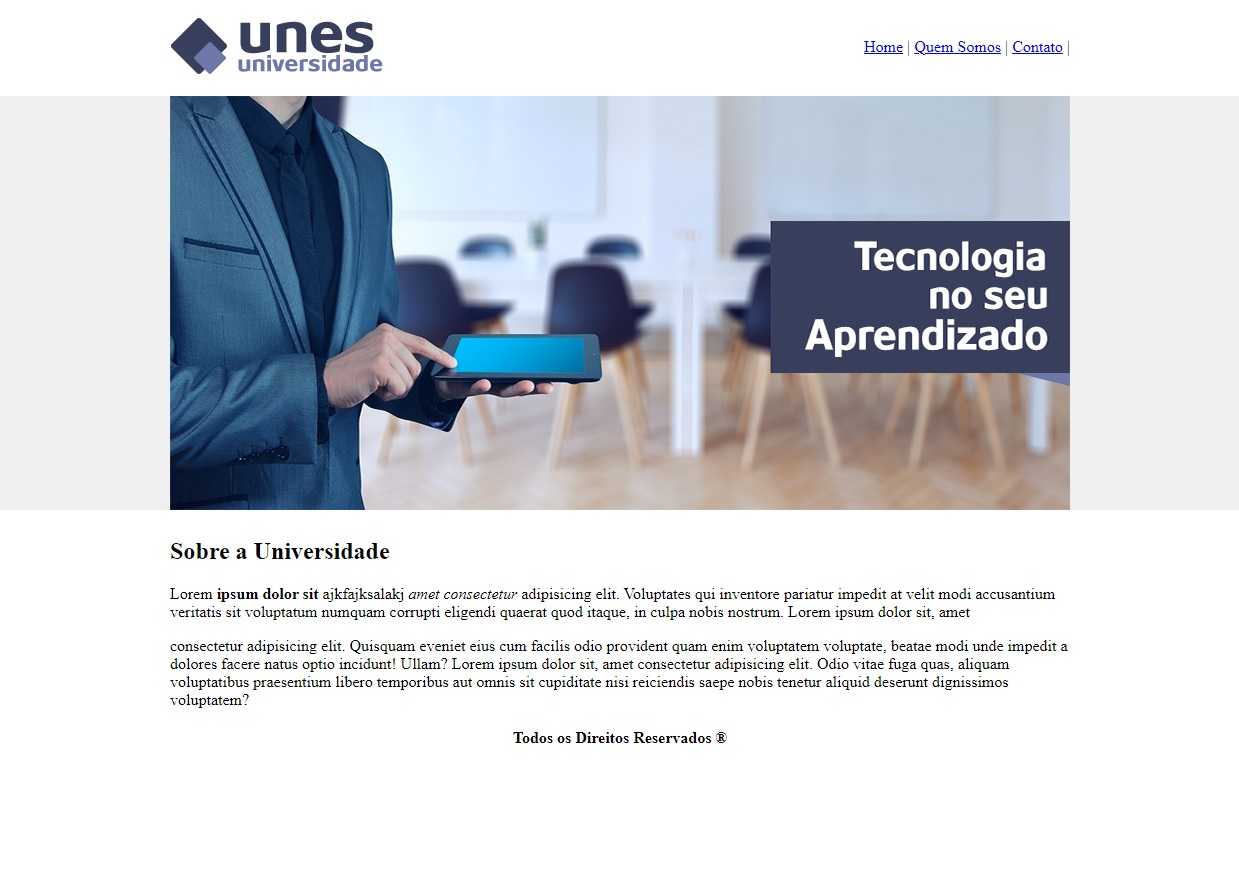 unes
universidade
Home | Quem Somos | Contato |
Tecnologia
no seu
Aprendizado
Sobre a Universidade
Lorem ipsum dolor sit ajkfajksalakj amet consectetur adipisicing elit. Voluptates qui inventore pariatur impedit at velit modi accusantium
veritatis sit voluptatum numquam corrupti eligendi quaerat quod itaque, in culpa nobis nostrum. Lorem ipsum dolor sit, amet
consectetur adipisicing elit. Quisquam eveniet eius cum facilis odio provident quam enim voluptatem voluptate, beatae modi unde impedit a
dolores facere natus optio incidunt! Ullam? Lorem ipsum dolor sit, amet consectetur adipisicing elit. Odio vitae fuga quas, aliquam
voluptatibus praesentium libero temporibus aut omnis sit cupiditate nisi reiciendis saepe nobis tenetur aliquid deserunt dignissimos
voluptatem?
Todos os Direitos Reservados ®